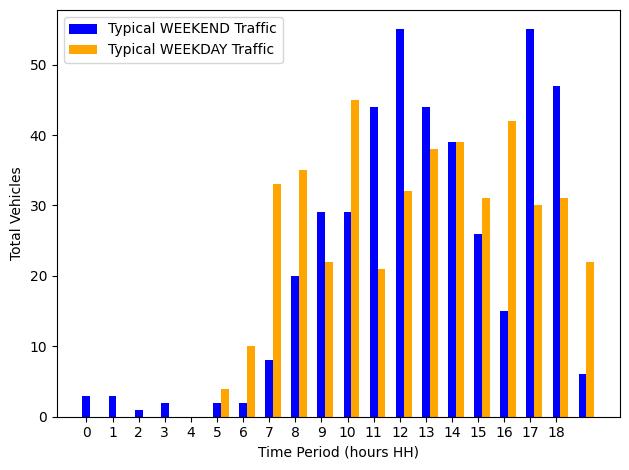 Typical WEEKEND Traffic
Typical WEEKDAY Traffic
50
40
30
20
10
0
Total Vehicles
0 1 2 3 4 5 6 7 8 9 10 11 12 13 14 15 16 17 18
Time Period (hours HH)